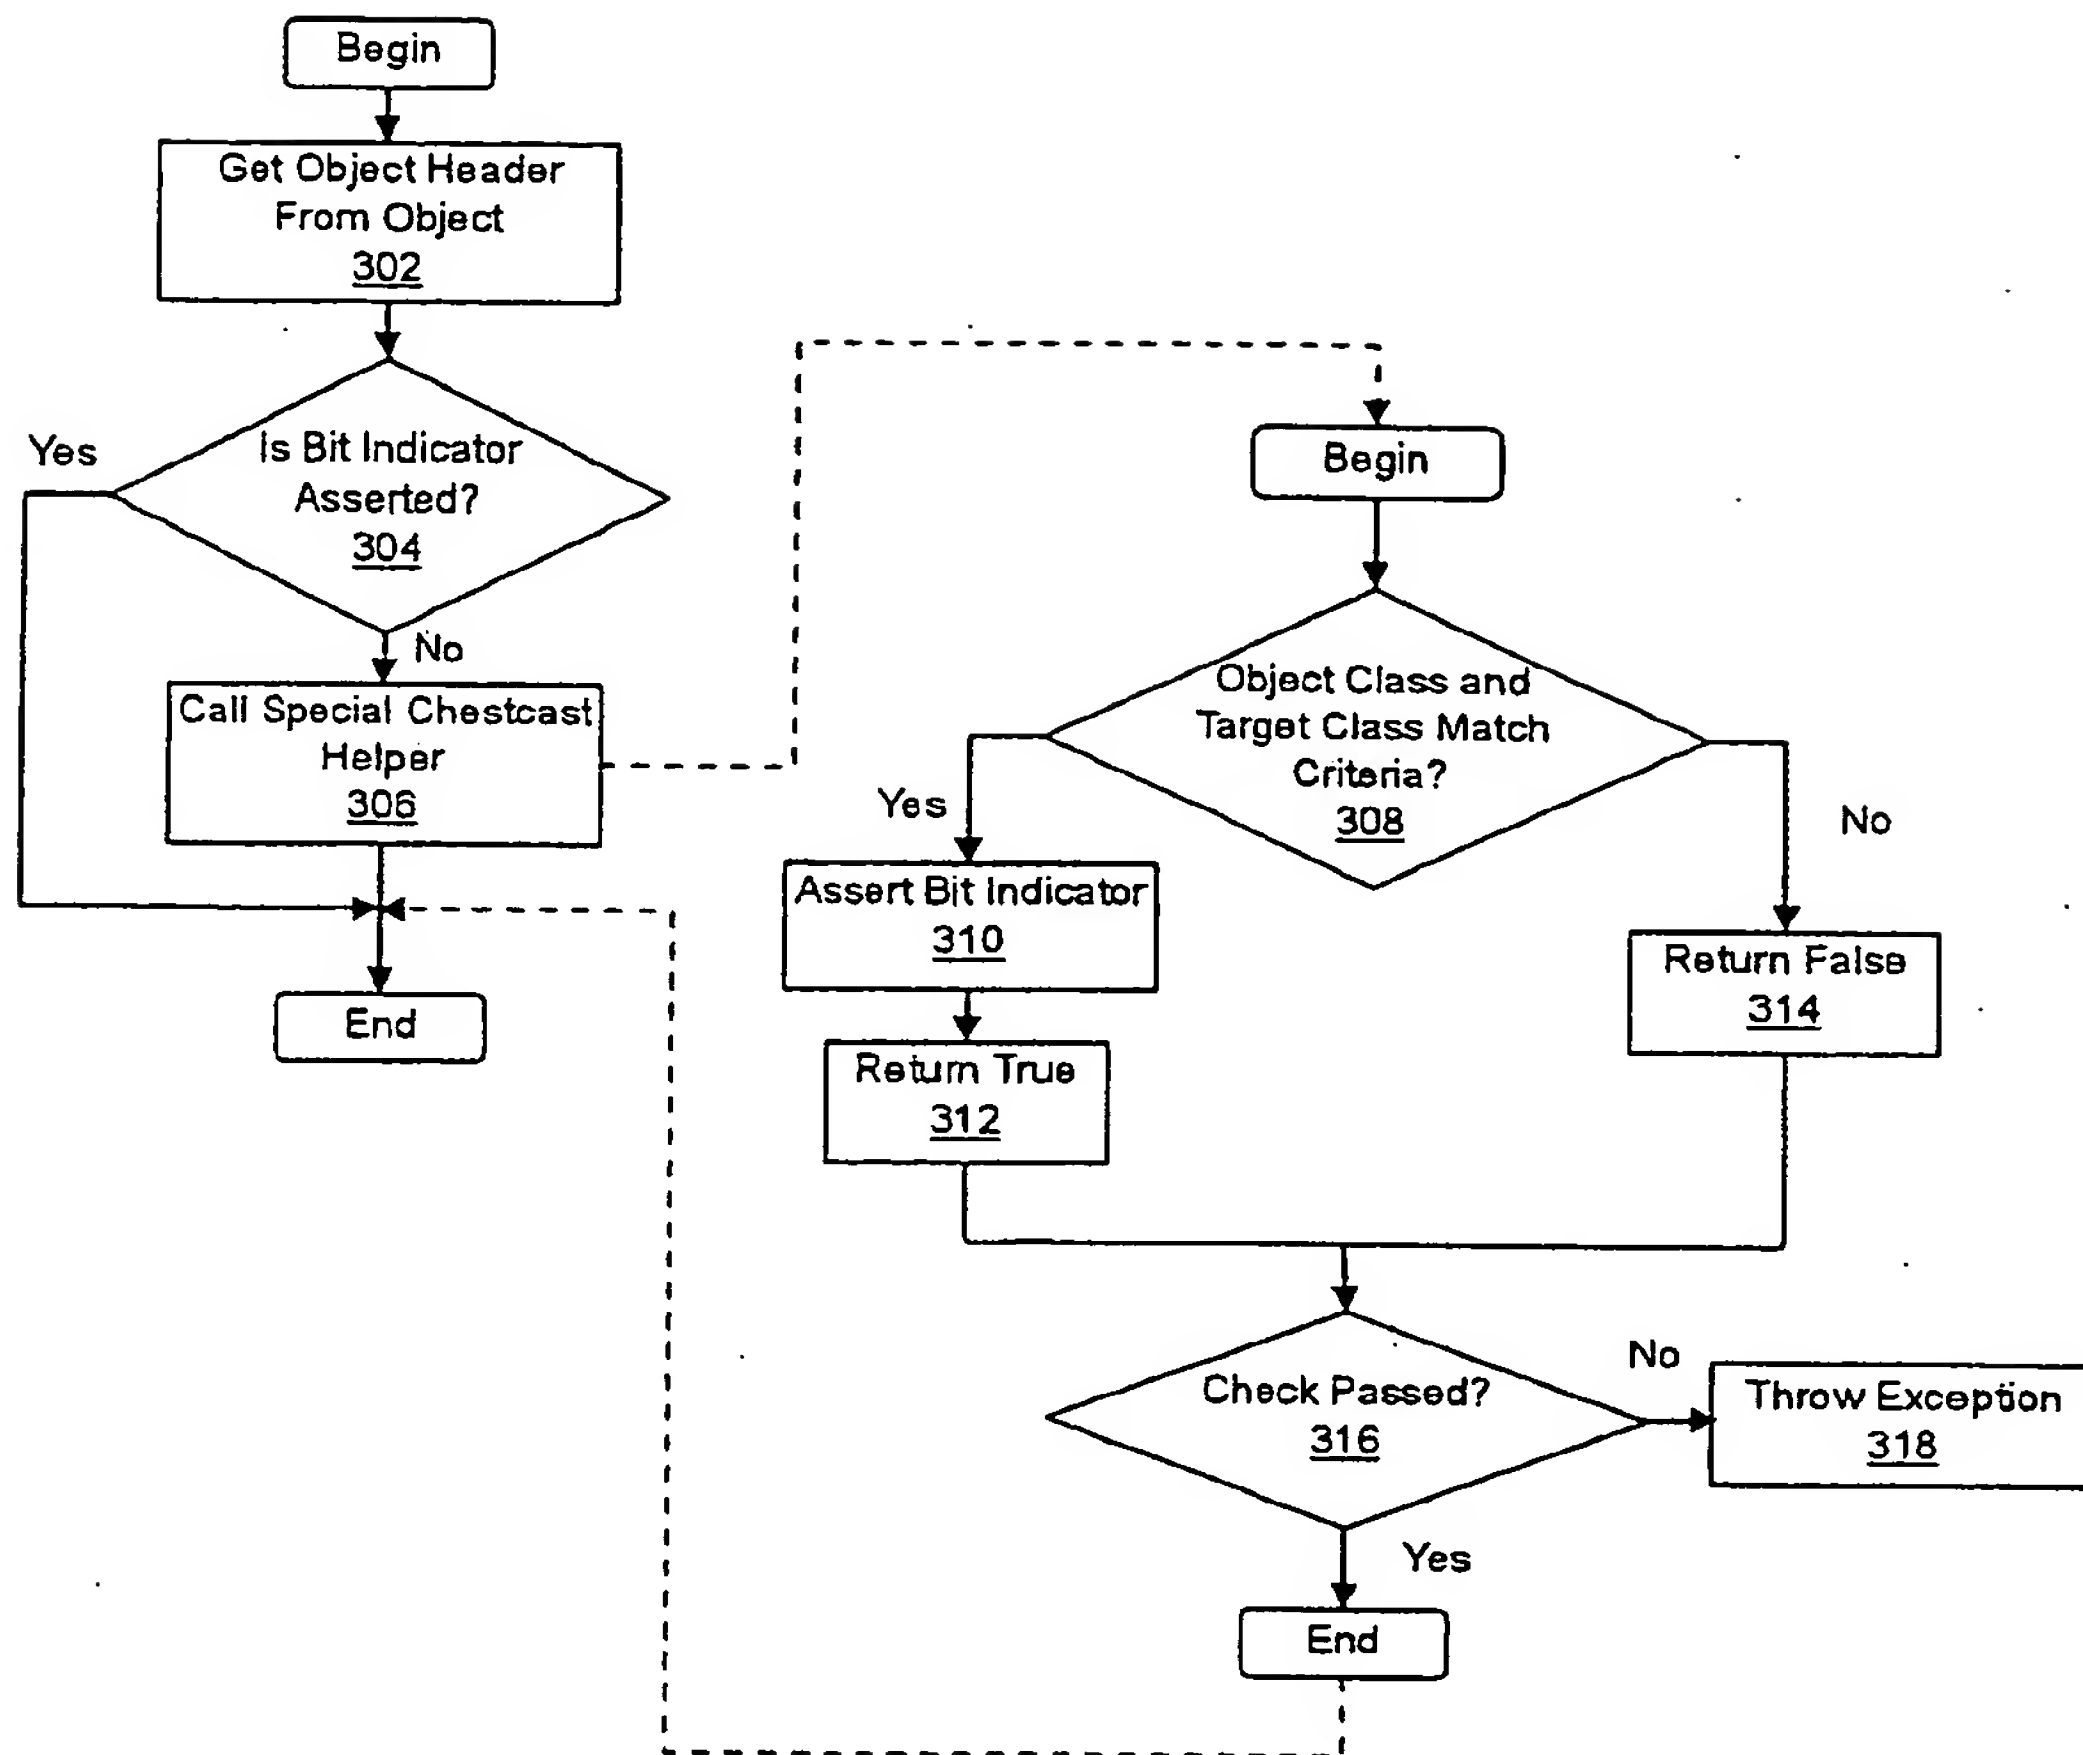 Begin
Get Object Header
From Object
302
Yes
Is Bit Indicator
Asserted?
304
No
Call Special Chestcast
Helper
306
End
Begin
Object Class and
Target Class Match
Criteria?
308
Yes
No
Assert Bit Indicator
310
Return True
312
Return False
314
Check Passed?
316
No
Throw Exception
318
Yes
End